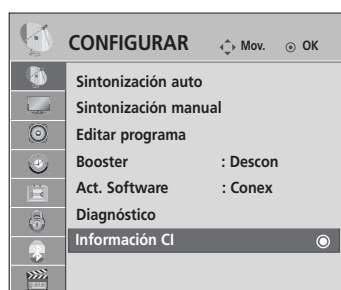 CONFIGURAR Mov. OK
Sintonización auto
Sintonización manual
Editar programa
Booster : Descon
Act. Software : Conex
Diagnóstico
Información CI